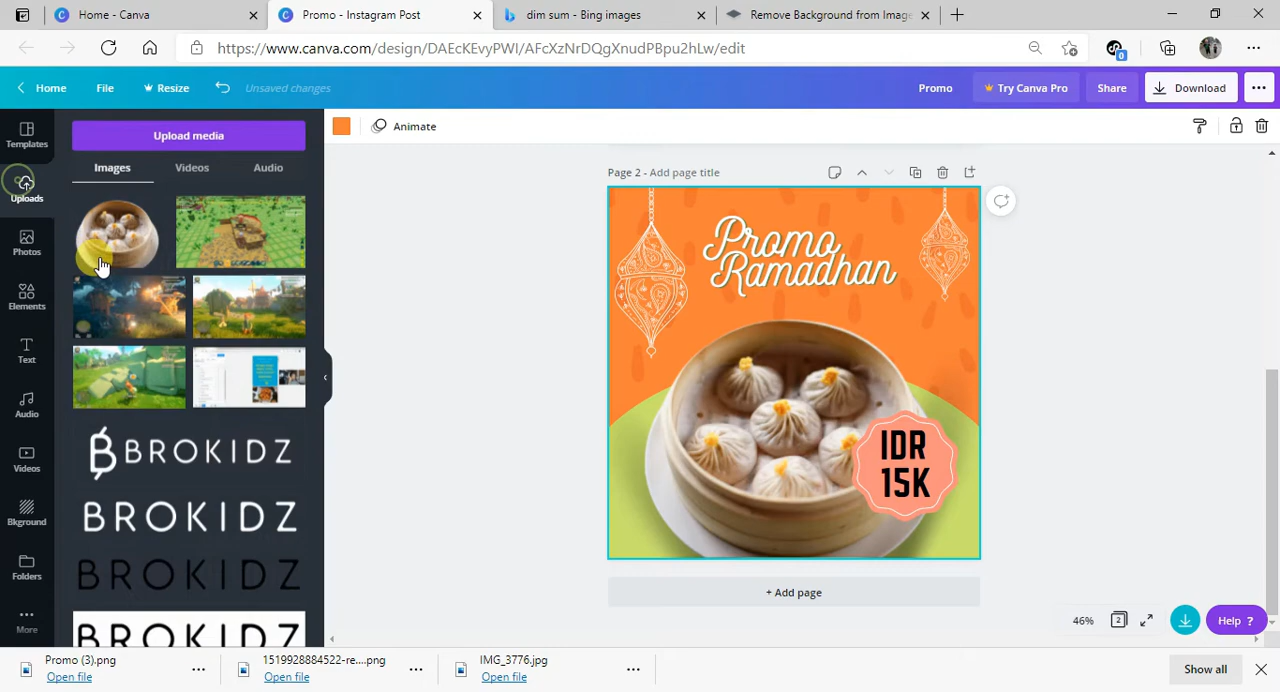 Home - Canva
Promo - Instagram Post
dim sum - Bing images
Remove Background from Image
https://www.canva.com/design/DAEcKEvyPWI/AFcXzNrDQgXnudPBpu2hLw/edit
0
Home
File
Resize
Unsaved changes
Promo
Try Canva Pro
Share
Download
Templates
Uploads
Photos
Elements
Text
Audio
Videos
Bkground
Folders
More
Upload media
Images
Videos
Audio
BROKIDZ
BROKIDZ
BROKIDZ
BROKIDZ
Animate
Page 2 - Add page title
Promo
Ramadhan
IDR
15K
+ Add page
46%
2
Help ?
Promo (3).png
Open file
1519928884522-re....png
Open file
IMG_3776.jpg
Open file
Show all